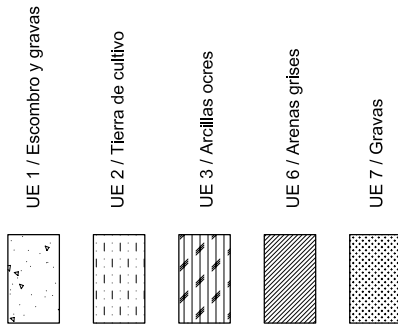 UE 1 / Escombro y gravas
UE 2 / Tierra de cultivo
UE 3 / Arcillas ocres
UE 6 / Arenas grises
UE 7 / Gravas